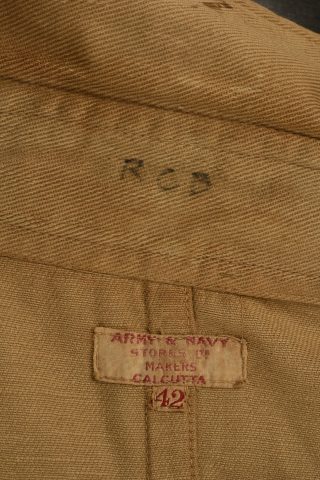 RCB
ARMY & NAVY
STORES LD
MAKERS
CALCUTTA
42